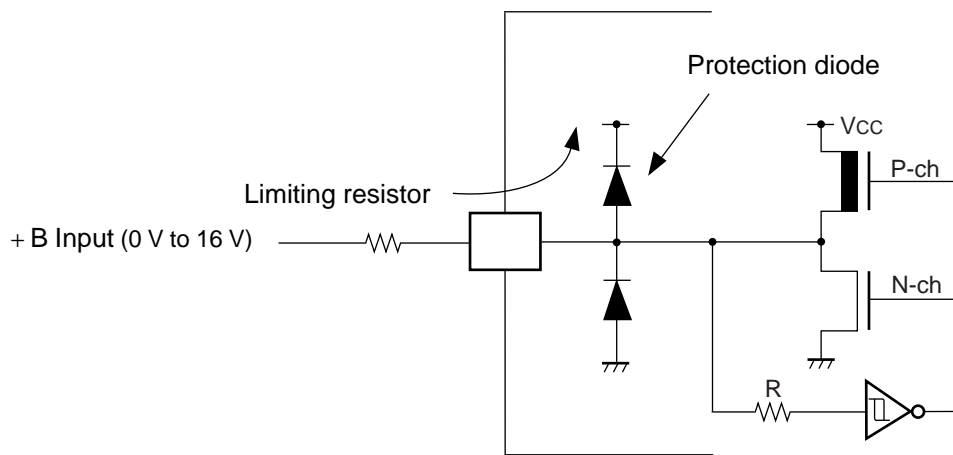 Protection diode
VCC
P-ch
Limiting resistor
+ B Input (0 V to 16 V)
N-ch
R